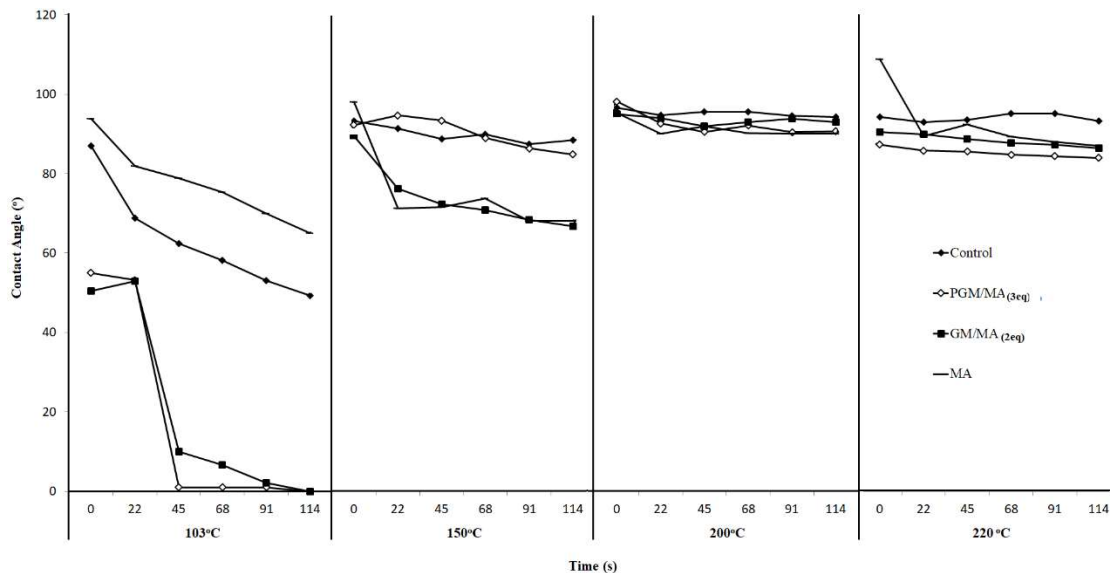 120
100
80
60
40
20
0
Contact Angle (°)
Control
PGM/MA (3eq)
GM/MA (2eq)
MA
0 22 45 68 91 114 0 22 45 68 91 114 0 22 45 68 91 114 0 22 45 68 91 114
103°C 150°C 200°C 220°C
Time (s)